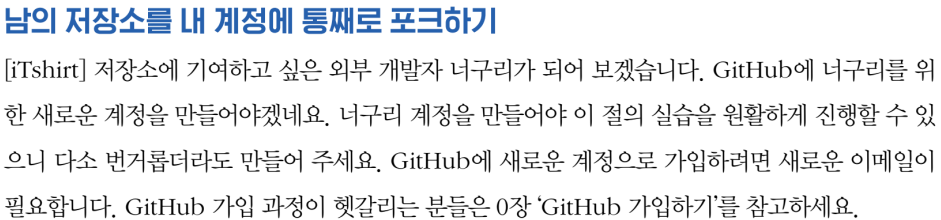 남의 저장소를 내 계정에 통째로 포크하기
[iTshirt] 저장소에 기여하고 싶은 외부 개발자 너구리가 되어 보겠습니다. GitHub에 너구리를 위
한 새로운 계정을 만들어야겠네요. 너구리 계정을 만들어야 이 절의 실습을 원활하게 진행할 수 있
으니 다소 번거롭더라도 만들어 주세요. GitHub에 새로운 계정으로 가입하려면 새로운 이메일이
필요합니다. GitHub 가입 과정이 헷갈리는 분들은 0장 ‘GitHub 가입하기’를 참고하세요.